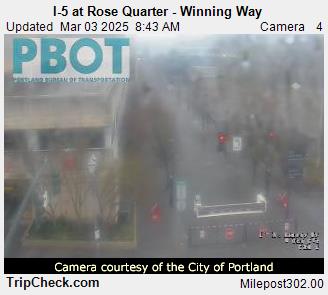 I-5 at Rose Quarter - Winning Way
Updated Mar 03 2025 8:43 AM Camera 4
PBOT
PORTLAND BUREAU OF TRANSPORTATION
Camera courtesy of the City of Portland
TripCheck.com Milepost302.00